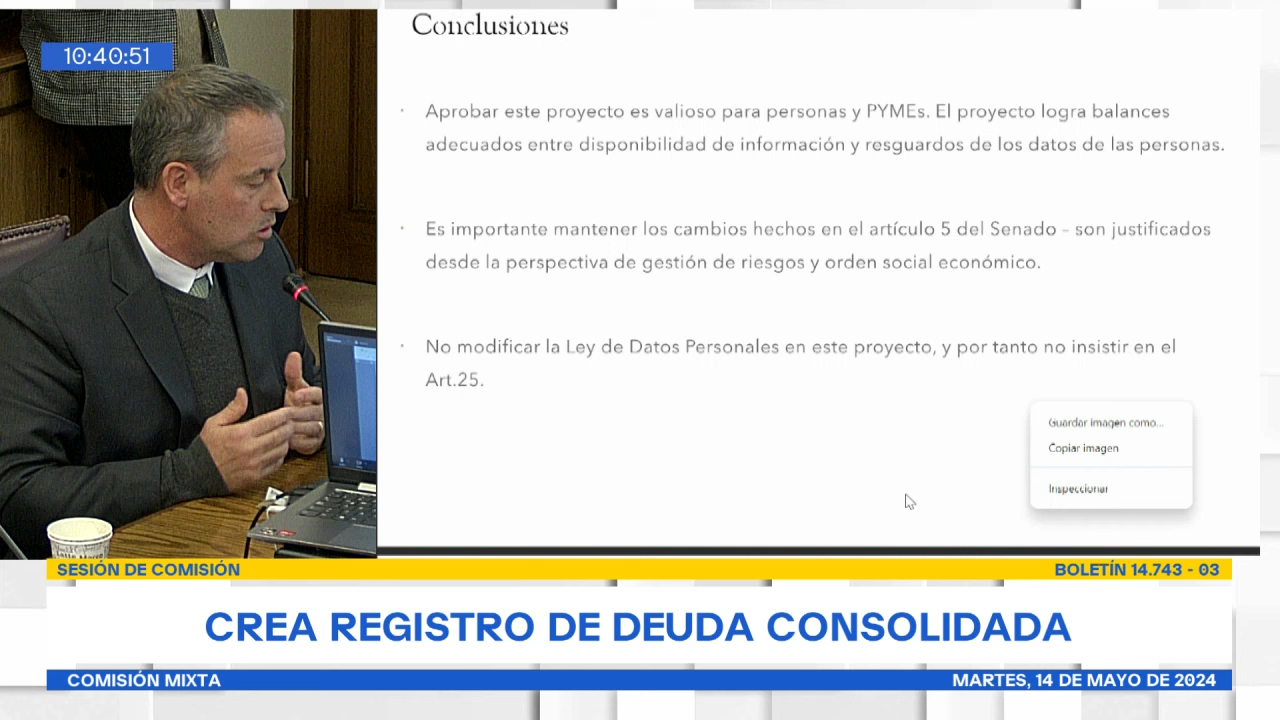 10:40:51
Conclusiones
Aprobar este proyecto es valioso para personas y PYMEs. El proyecto logra balances
adecuados entre disponibilidad de información y resguardos de los datos de las personas.
Es importante mantener los cambios hechos en el artículo 5 del Senado – son justificados
desde la perspectiva de gestión de riesgos y orden social económico.
No modificar la Ley de Datos Personales en este proyecto, y por tanto no insistir en el
Art.25.
Guardar imagen como...
Copiar imagen
Inspeccionar
SESIÓN DE COMISIÓN
BOLETÍN 14.743 - 03
CREA REGISTRO DE DEUDA CONSOLIDADA
COMISIÓN MIXTA
MARTES, 14 DE MAYO DE 2024